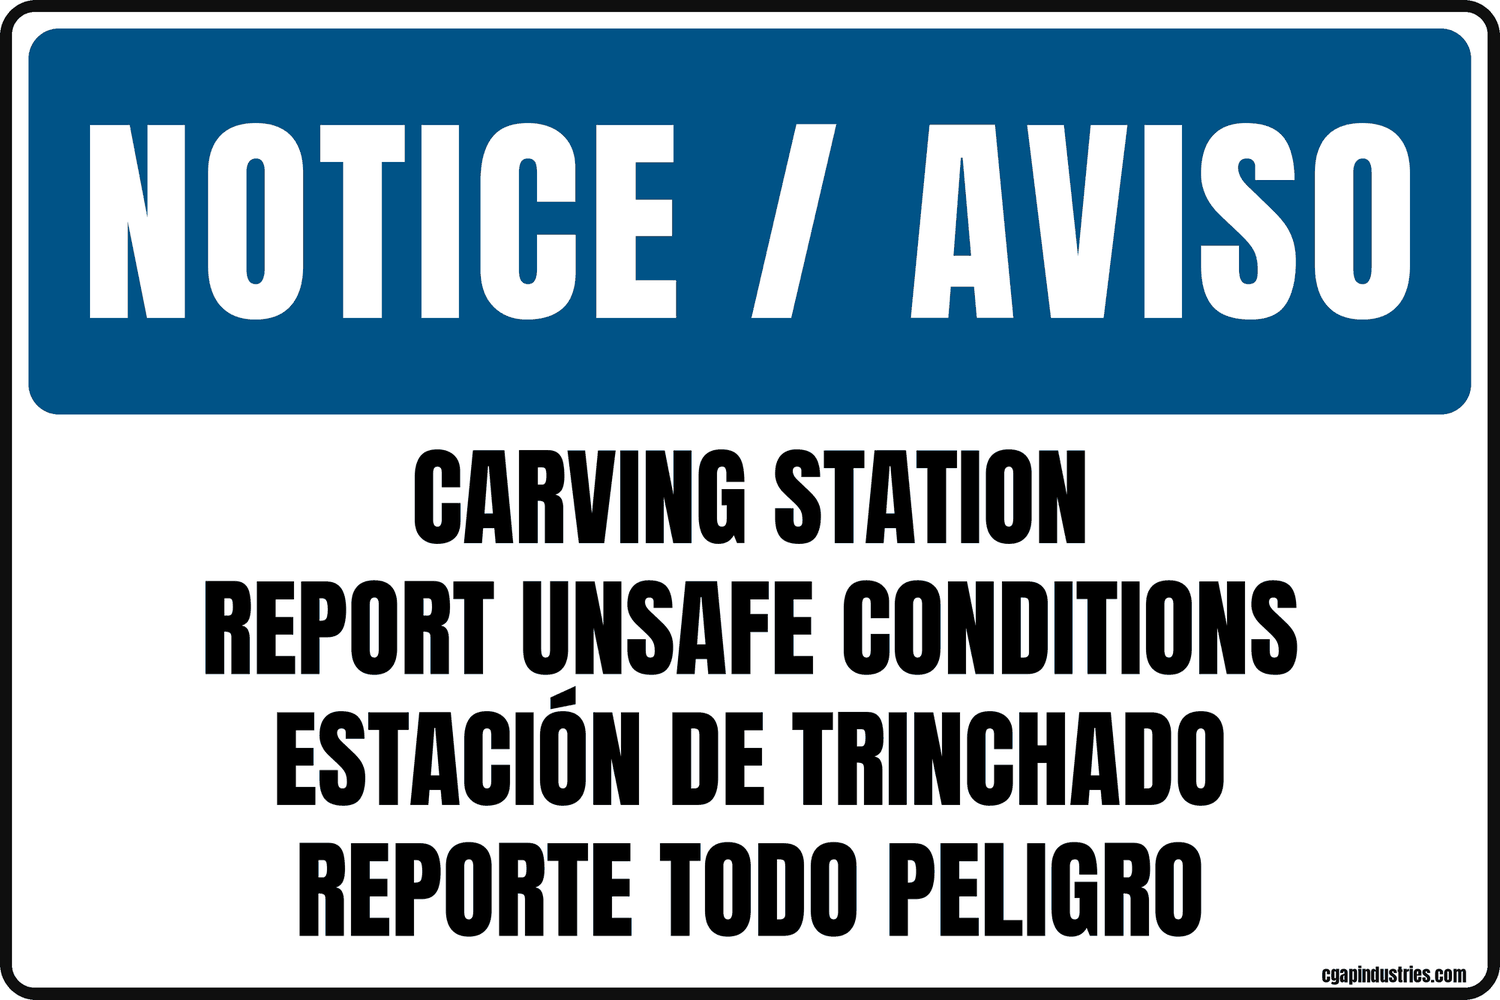 NOTICE / AVISO
CARVING STATION
REPORT UNSAFE CONDITIONS
ESTACIÓN DE TRINCHADO
REPORTE TODO PELIGRO
cgapindustries.com